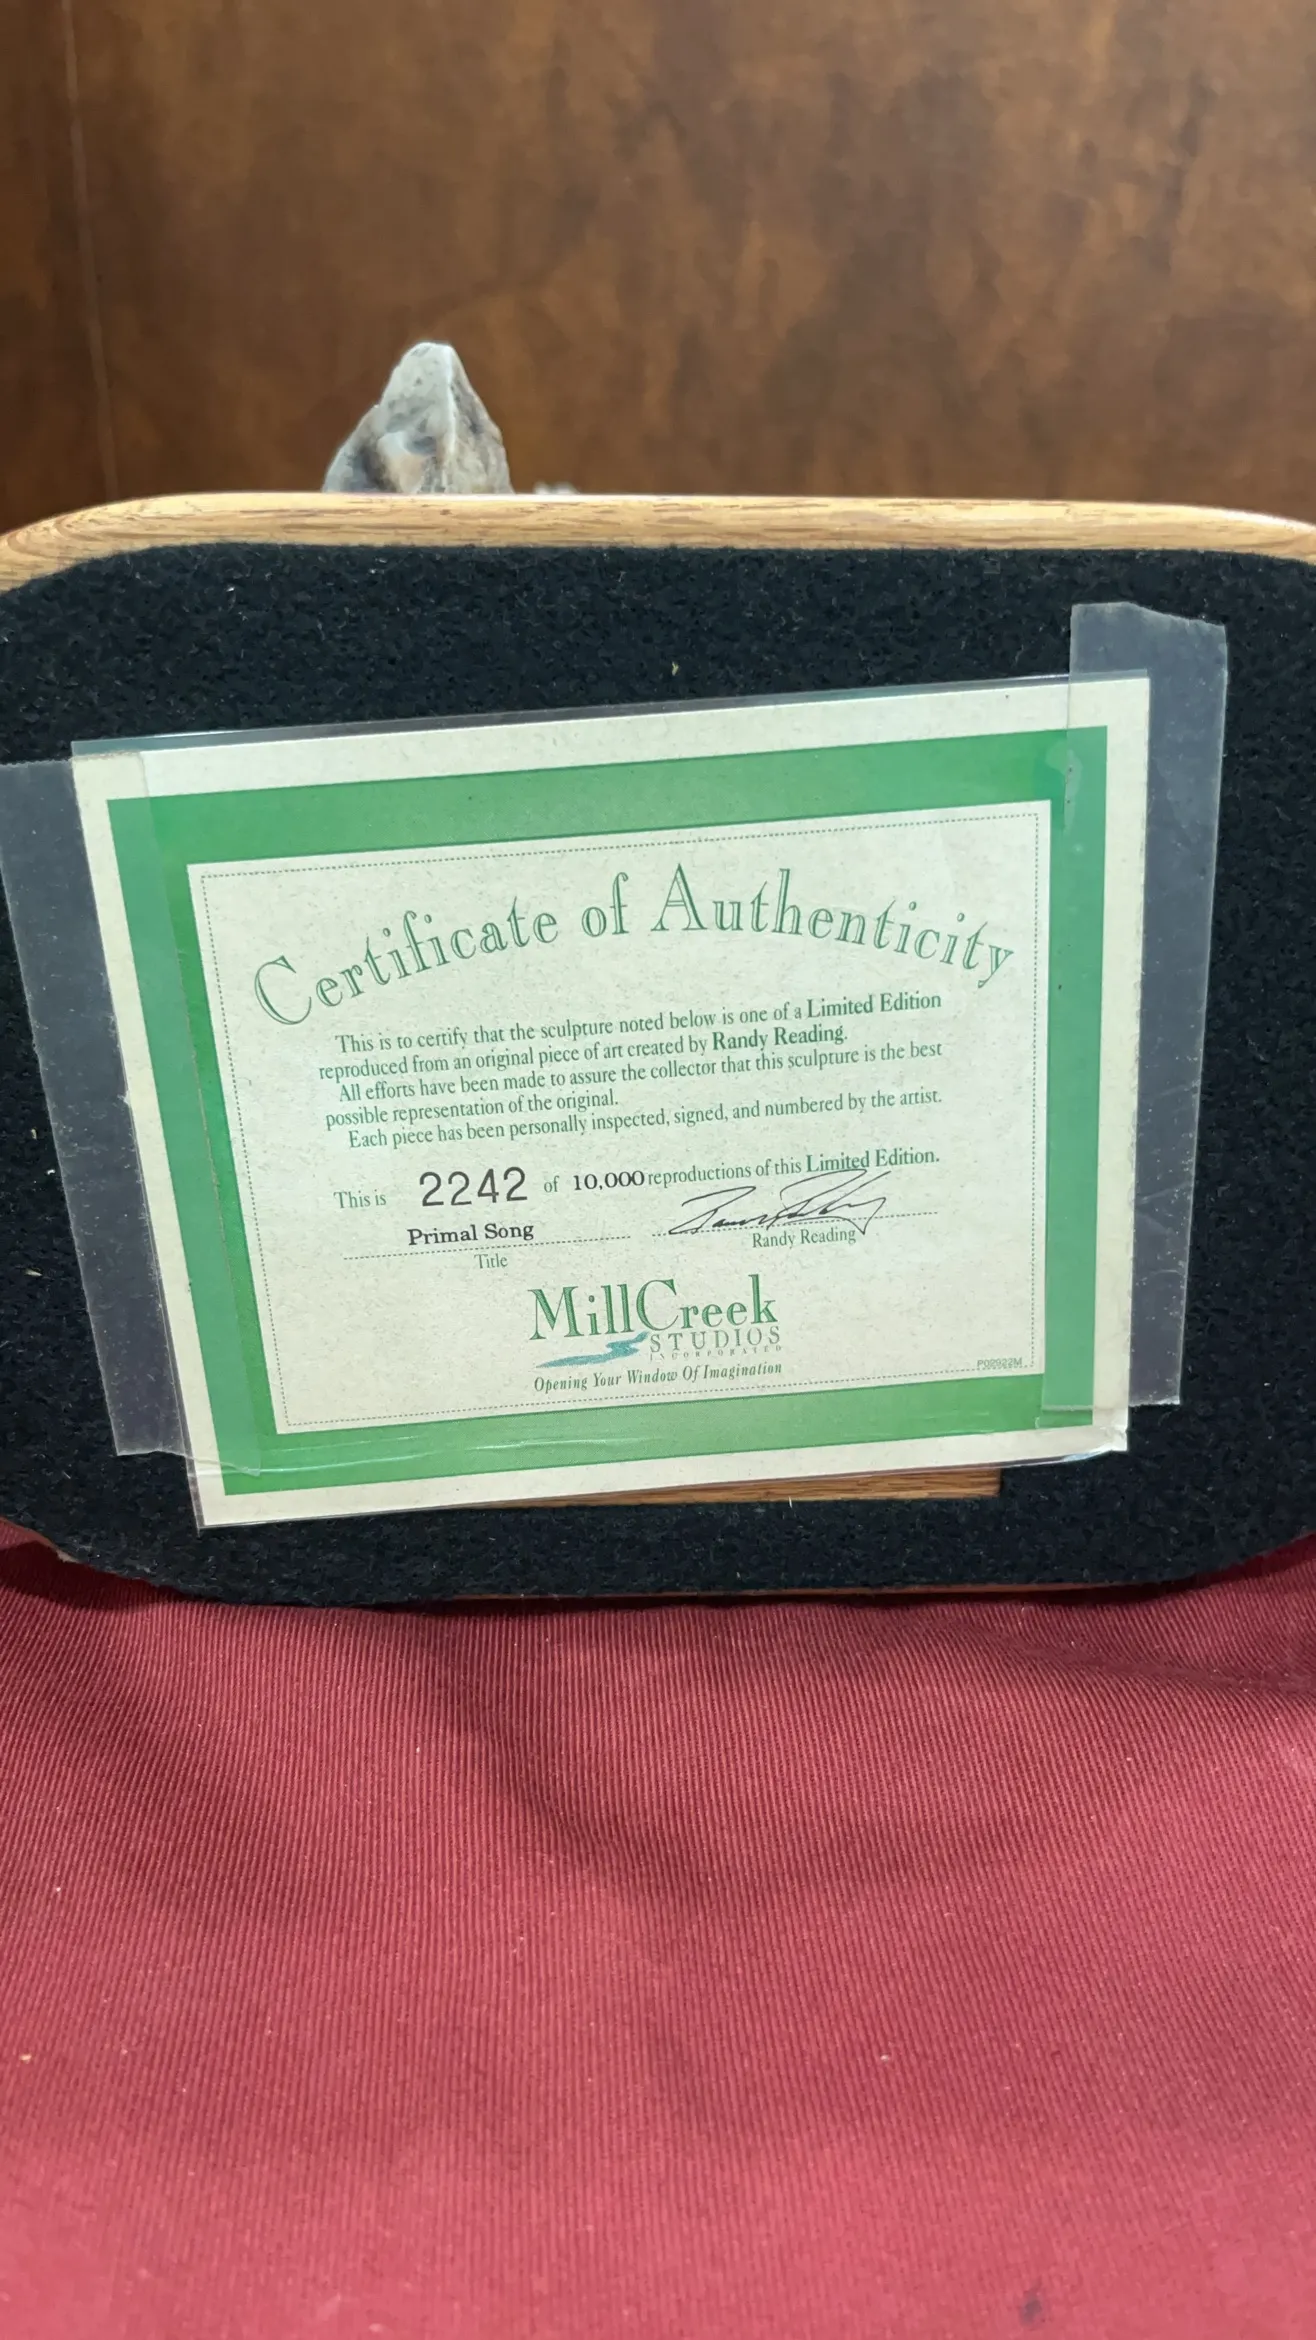 Certificate of Authenticity
This is to certify that the sculpture noted below is one of a Limited Edition
reproduced from an original piece of art created by Randy Reading.
All efforts have been made to assure the collector that this sculpture is the best
possible representation of the original.
Each piece has been personally inspected, signed, and numbered by the artist.
This is 2242 of 10,000 reproductions of this Limited Edition.
Primal Song
Title
Randy Reading
MillCreek
STUDIOS
INCORPORATED
Opening Your Window Of Imagination